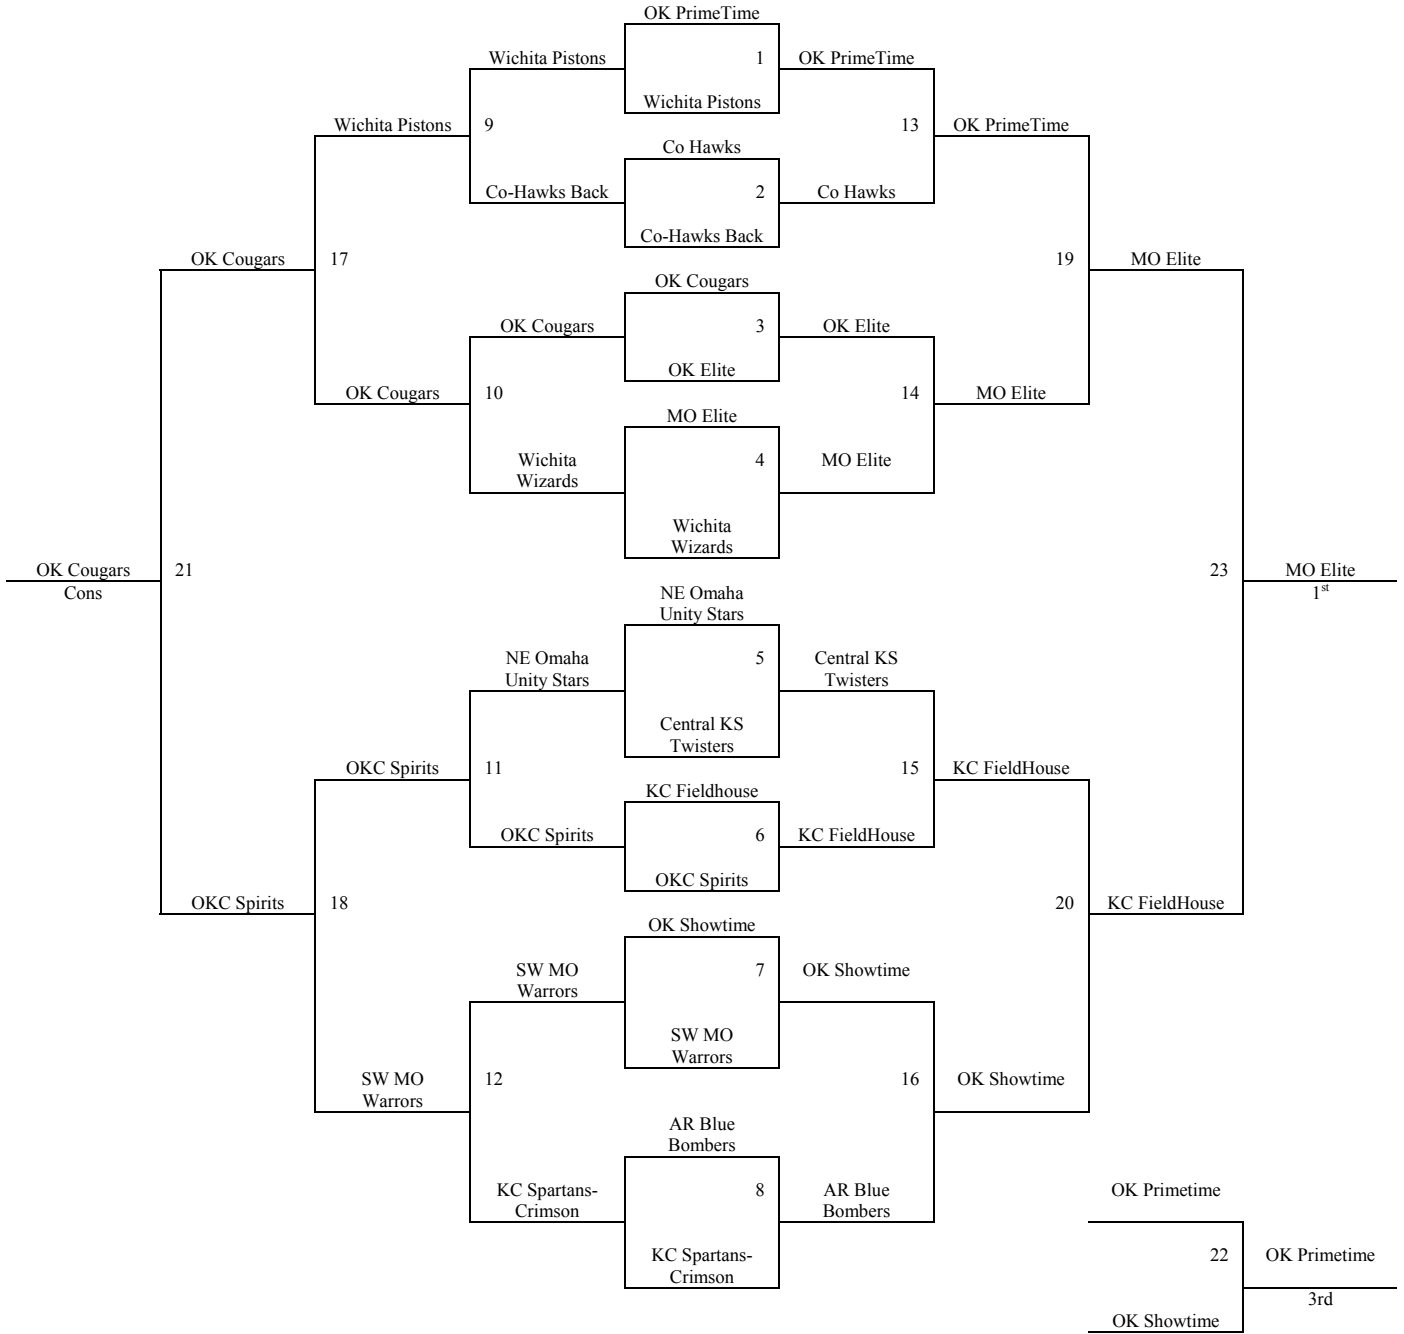 OK PrimeTime
Wichita Pistons
1
OK PrimeTime
Wichita Pistons
Wichita Pistons
9
13
OK PrimeTime
Co Hawks
Co-Hawks Back
2
Co Hawks
Co-Hawks Back
OK Cougars
17
19
MO Elite
OK Cougars
OK Cougars
3
OK Elite
OK Elite
OK Cougars
10
14
MO Elite
MO Elite
Wichita
Wizards
4
MO Elite
Wichita
Wizards
OK Cougars
Cons
21
23
MO Elite
1st
NE Omaha
Unity Stars
NE Omaha
Unity Stars
5
Central KS
Twisters
Central KS
Twisters
OKC Spirits
11
15
KC FieldHouse
KC Fieldhouse
OKC Spirits
6
KC FieldHouse
OKC Spirits
OKC Spirits
18
20
KC FieldHouse
OK Showtime
SW MO
Warrors
7
OK Showtime
SW MO
Warrors
SW MO
Warrors
12
16
OK Showtime
AR Blue
Bombers
KC Spartans-
Crimson
8
AR Blue
Bombers
KC Spartans-
Crimson
OK Primetime
22
OK Primetime
3rd
OK Showtime